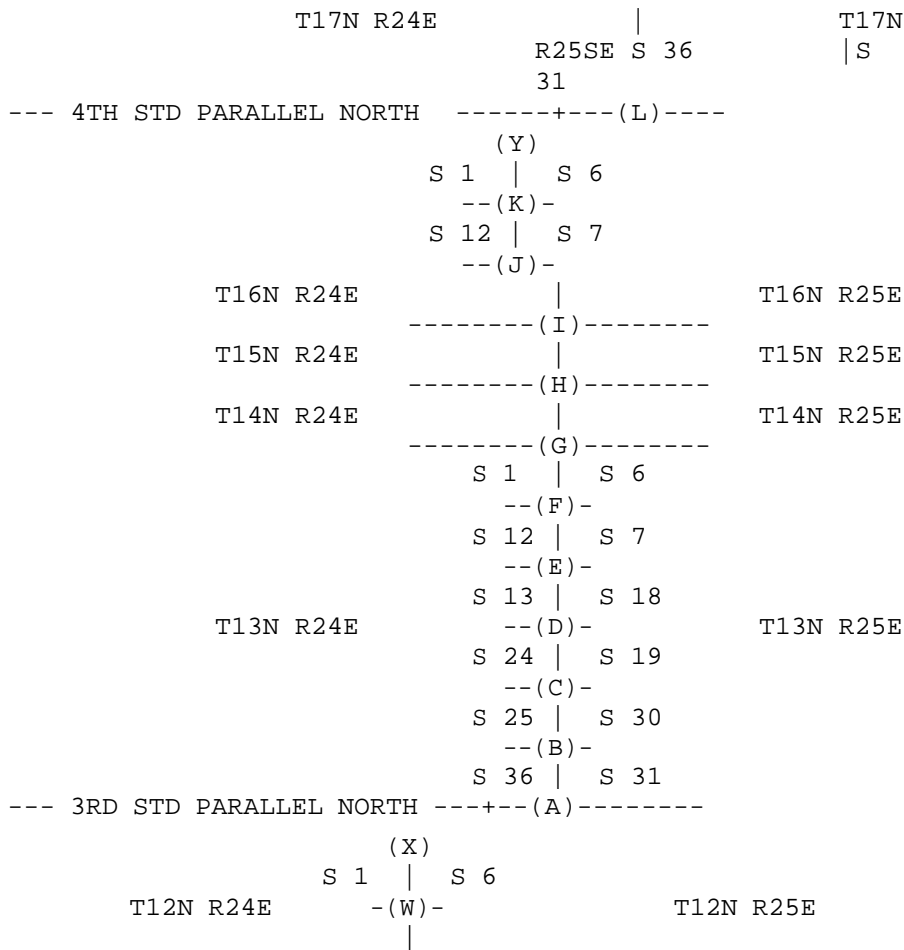 T17N R24E | T17N
R25SE S 36 |S
31
--- 4TH STD PARALLEL NORTH ------+---(L)----
(Y)
S 1 | S 6
--(K)-
S 12 | S 7
--(J)-
T16N R24E | T16N R25E
--------(I)--------
T15N R24E | T15N R25E
--------(H)--------
T14N R24E | T14N R25E
--------(G)--------
S 1 | S 6
--(F)-
S 12 | S 7
--(E)-
S 13 | S 18
T13N R24E --(D)- T13N R25E
S 24 | S 19
--(C)-
S 25 | S 30
--(B)-
S 36 | S 31
--- 3RD STD PARALLEL NORTH ---+--(A)--------
(X)
S 1 | S 6
T12N R24E -(W)- T12N R25E
|